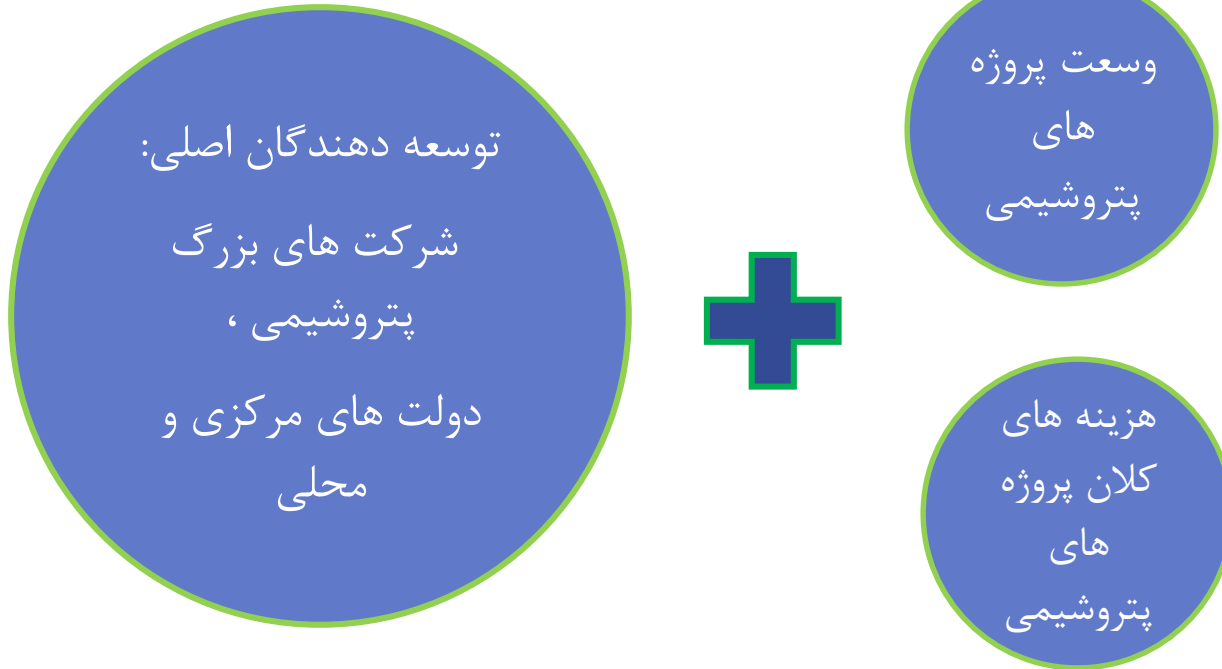 وسعت پروژه
های
پتروشیمی
هزینه های
کلان پروژه
های
پتروشیمی
توسعه دهندگان اصلی:
شرکت های بزرگ
پتروشیمی ،
دولت های مرکزی و
محلی